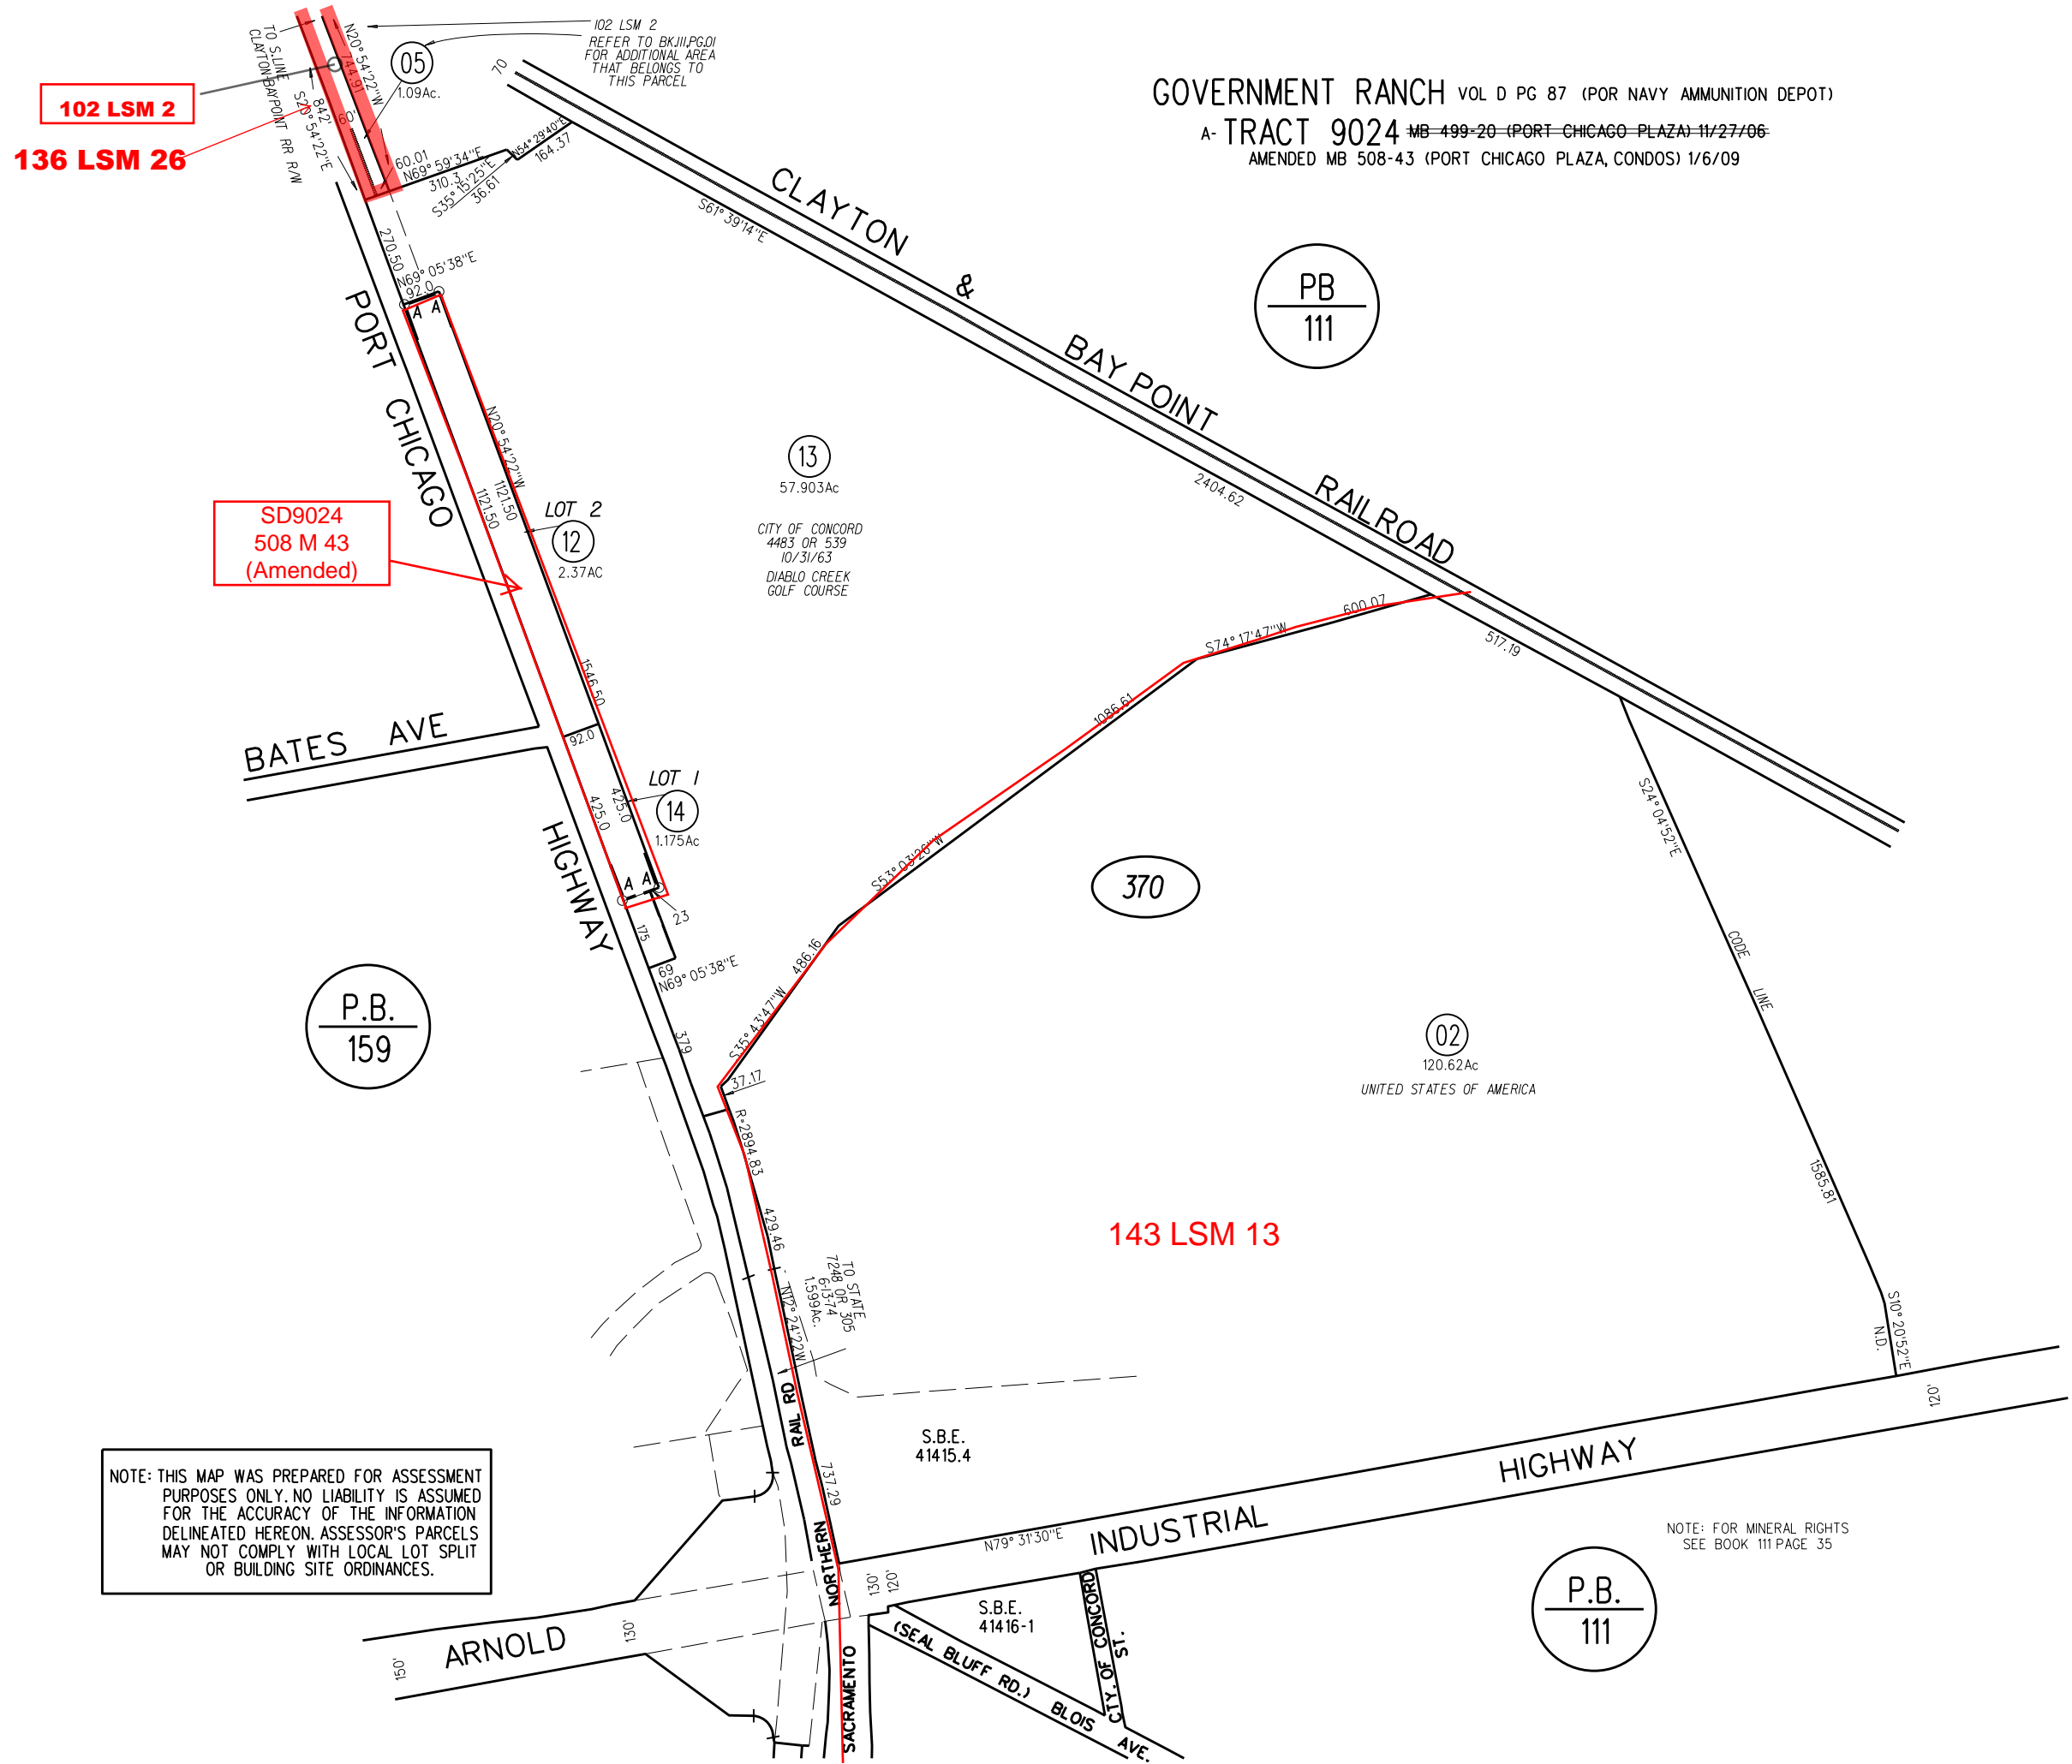 GOVERNMENT RANCH VOL D PG 87 (POR NAVY AMMUNITION DEPOT)
A- TRACT 9024 MB 499-20 (PORT CHICAGO PLAZA) 11/27/06
AMENDED MB 508-43 (PORT CHICAGO PLAZA, CONDOS) 1/6/09
102 LSM 2
REFER TO BK.111,PG.01
FOR ADDITIONAL AREA
THAT BELONGS TO
THIS PARCEL
102 LSM 2
136 LSM 26
TO S.LINE
CLAYTON-BAYPOINT RR R/W
842'
60'
N20°54'22"W
744.91
05
1.09Ac.
60.01
N69°59'34"E
310.3
S35°15'25"E
36.61
N54°29'40"E
164.37
70
270.50
N69°05'38"E
92.0
A A
CLAYTON & BAY POINT RAILROAD
S61°39'14"E
2404.62
517.19
PB
111
PORT CHICAGO HIGHWAY
N20°54'22"W
1121.50
1121.50
LOT 2
12
2.37AC
13
57.903Ac
CITY OF CONCORD
4483 OR 539
10/31/63
DIABLO CREEK
GOLF COURSE
SD9024
508 M 43
(Amended)
1546.50
BATES AVE
92.0
LOT 1
14
1.175Ac
425.0
425.0
A A
23
175
69
N69°05'38"E
379
600.07
S74°17'47"W
1086.61
S53°03'26"W
486.16
S35°43'47"W
37.17
R=2894.83
429.46
370
S24°04'52"E
CODE LINE
1585.81
S10°20'52"E
N.D.
P.B.
159
02
120.62Ac
UNITED STATES OF AMERICA
143 LSM 13
TO STATE
7248 OR 305
6-13-74
1.599Ac.
N12°24'22W
737.29
SACRAMENTO NORTHERN RAIL RD
S.B.E.
41415.4
NOTE: THIS MAP WAS PREPARED FOR ASSESSMENT
PURPOSES ONLY. NO LIABILITY IS ASSUMED
FOR THE ACCURACY OF THE INFORMATION
DELINEATED HEREON. ASSESSOR'S PARCELS
MAY NOT COMPLY WITH LOCAL LOT SPLIT
OR BUILDING SITE ORDINANCES.
ARNOLD INDUSTRIAL HIGHWAY
N79°31'30"E
150'
130'
130'
120'
120'
S.B.E.
41416-1
(SEAL BLUFF RD.) BLOIS AVE.
CTY. OF CONCORD
ST.
NOTE: FOR MINERAL RIGHTS
SEE BOOK 111 PAGE 35
P.B.
111